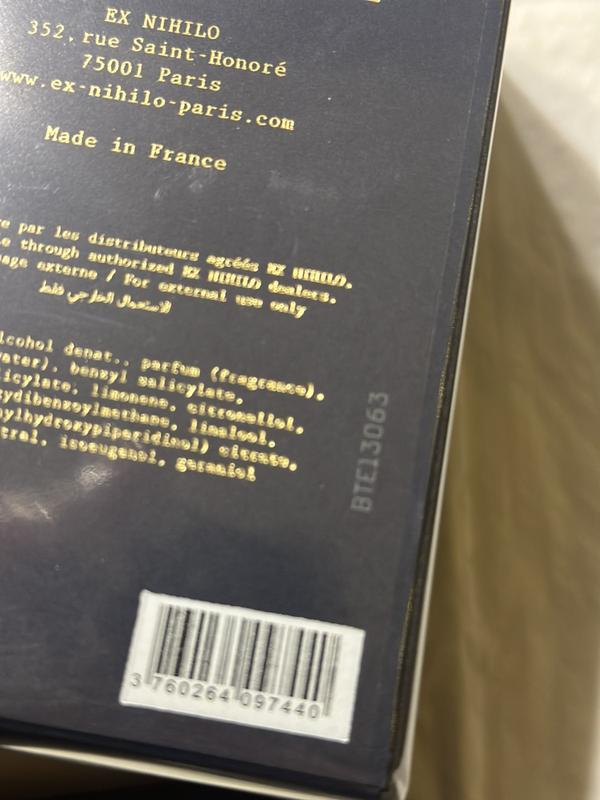 EX NIHILO
352, rue Saint-Honoré
75001 Paris
www.ex-nihilo-paris.com
Made in France
par les distributeurs agréés EX NIHILO.
through authorized EX NIHILO dealers.
externe / For external use only
للاستعمال الخارجي فقط
alcohol denat., parfum (fragrance),
benzyl salicylate,
limonene, citronellol,
linalool,
citrate,
isoeugenol, geraniol
BTE13063
3 760264 097440